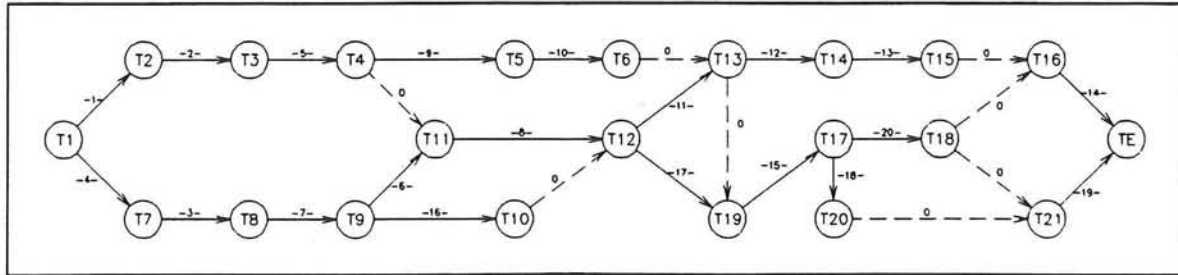 T2 -2- T3 -5- T4 -9- T5 -10- T6 0 T13 -12- T14 -13- T15 0 T16
-1- 0 -11- 0 0 -14-
T1 T11 -8- T12 T17 -20- T18 TE
-4- -6- 0 -17- -15- -18- 0 -19-
T7 -3- T8 -7- T9 -16- T10 T19 T20 0 T21